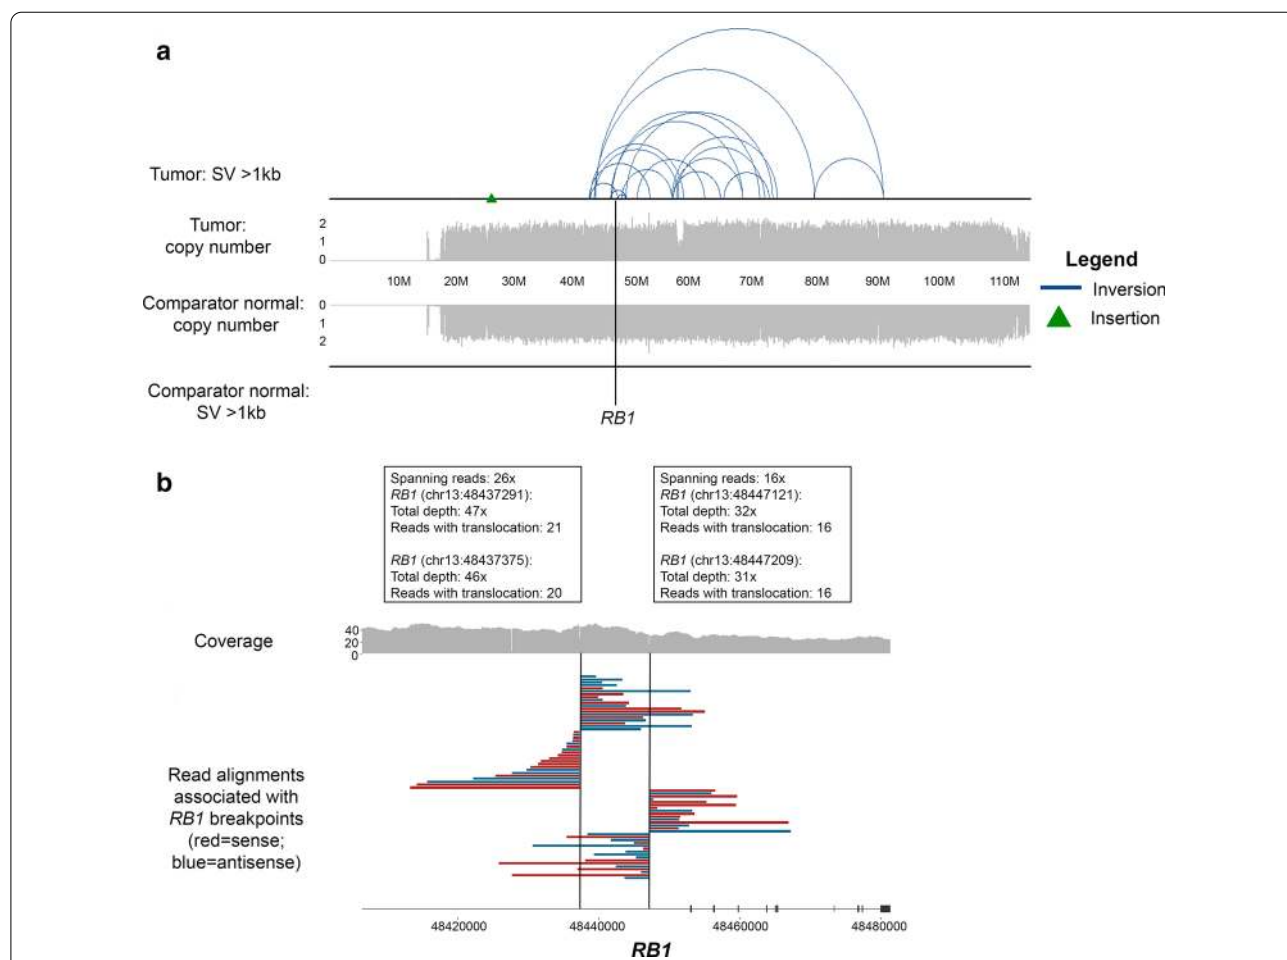 a
Tumor: SV >1kb
Tumor:
copy number
2
1
0
10M 20M 30M 40M 50M 60M 70M 80M 90M 100M 110M
Comparator normal:
copy number
0
1
2
Comparator normal:
SV >1kb
RB1
Legend
Inversion
Insertion
b
Spanning reads: 26x
RB1 (chr13:48437291):
Total depth: 47x
Reads with translocation: 21
RB1 (chr13:48437375):
Total depth: 46x
Reads with translocation: 20
Spanning reads: 16x
RB1 (chr13:48447121):
Total depth: 32x
Reads with translocation: 16
RB1 (chr13:48447209):
Total depth: 31x
Reads with translocation: 16
Coverage
40
20
0
Read alignments
associated with
RB1 breakpoints
(red=sense;
blue=antisense)
48420000 48440000 48460000 48480000
RB1